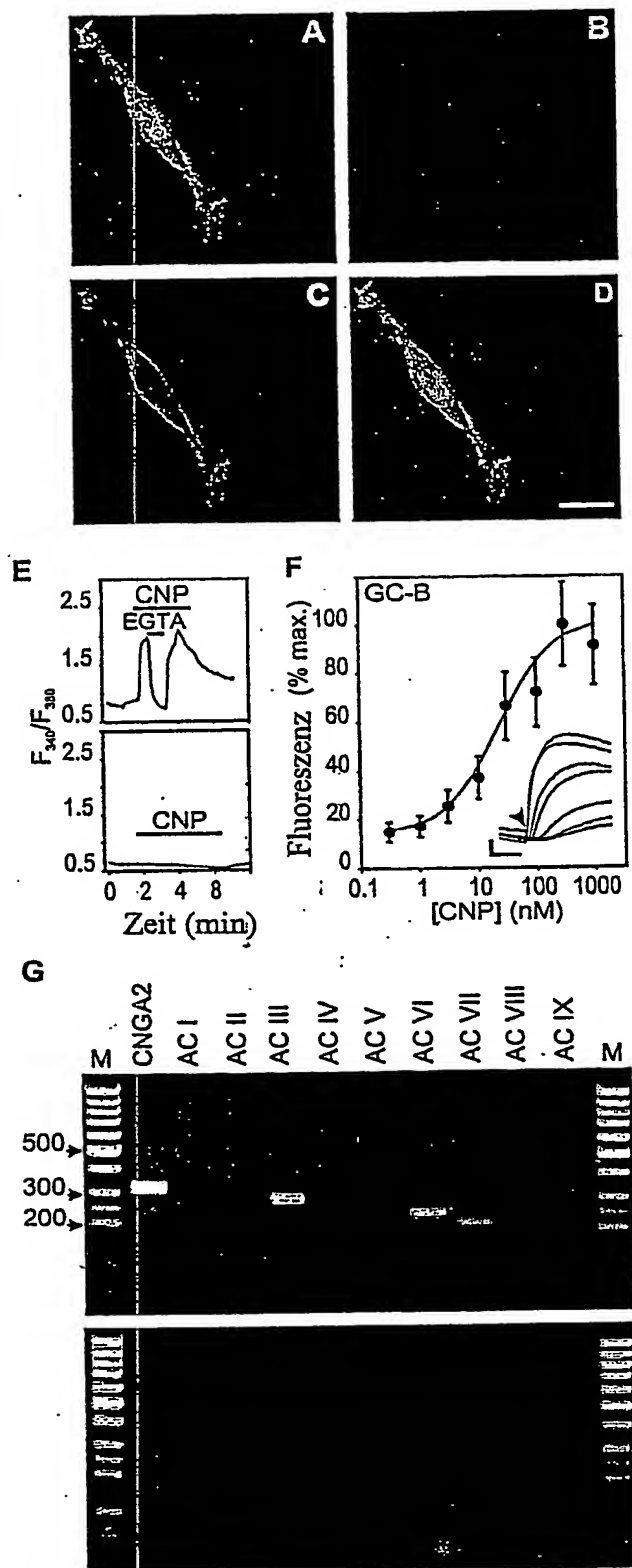 A
B
C
D
E
2.5
CNP
EGTA
1.5
0.5
2.5
1.5
CNP
0.5
F340/F380
0 2 4 8
Zeit (min)
F
GC-B
100
80
60
40
20
0
Fluoreszenz (% max.)
0.1 1 10 100 1000
[CNP] (nM)
G
M CNGA2 AC I AC II AC III AC IV AC V AC VI AC VII AC VIII AC IX M
500
300
200